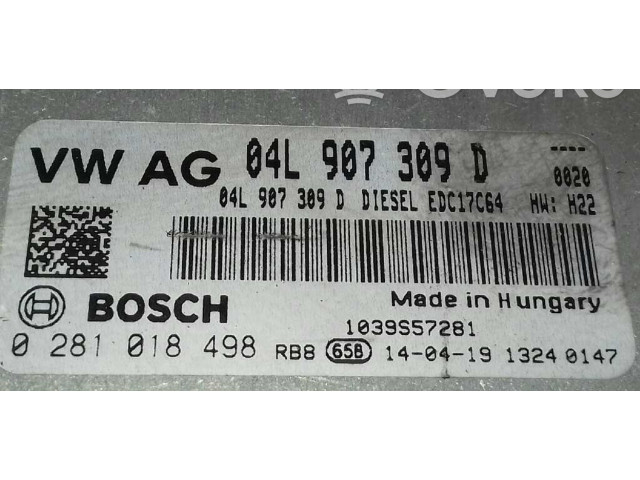 VW AG 04L 907 309 D ----
0020
04L 907 309 D DIESEL EDC17C64 HW: H22
BOSCH
Made in Hungary
1039S57281
0 281 018 498 RB8 65B 14-04-19 1324 0147